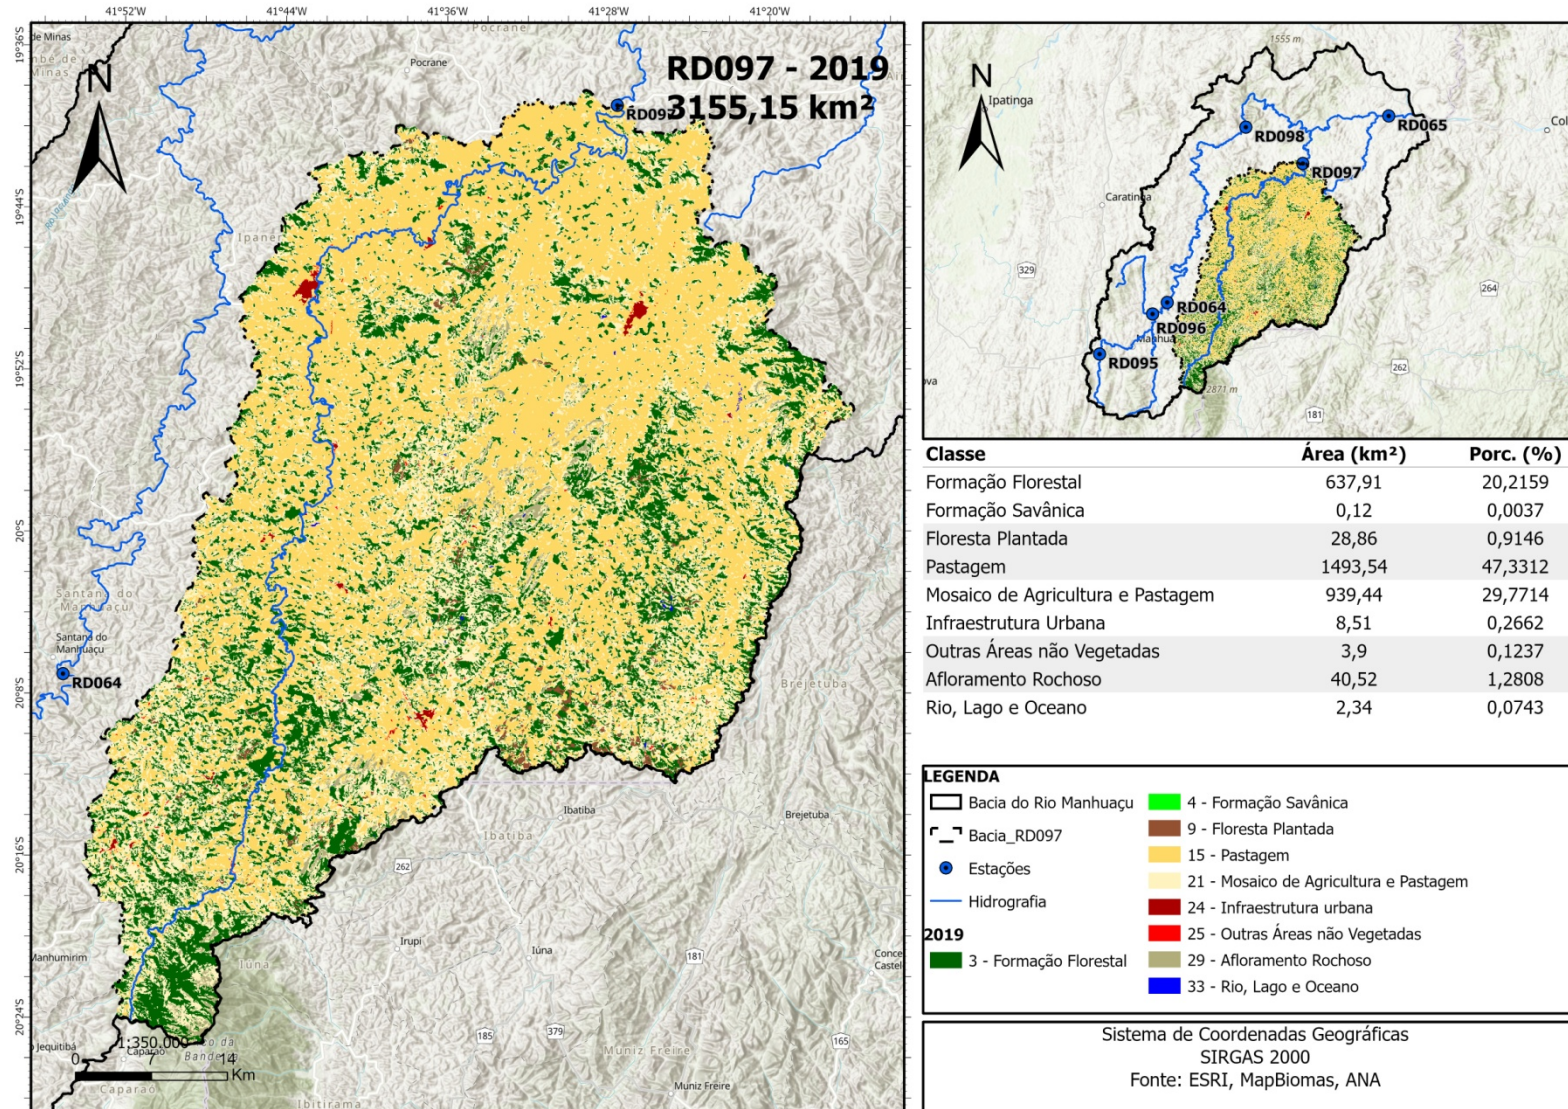 41°52'W 41°44'W 41°36'W 41°28'W 41°20'W
19°36'S
19°44'S
19°52'S
20°0'S
20°8'S
20°16'S
20°24'S
de Minas
Minas
Pocrane
Pocrane
N
RD097 - 2019
3155,15 km²
RD097
Santana do
Manhuaçu
Santana do
Manhuaçu
RD064
Brejetuba
Ibatiba
Ibatiba
Brejetuba
262
Irupi
Iúna
Iúna
181
Manhumirim
Conce
Castel
1:350.000
Jequitibá
Caparaó
Caparaó
0 7 14
Km
185
379
165
Muniz Freire
Muniz Freire
Ibitirama
N
1555 m
Ipatinga
RD098
RD065
Col
RD097
Caratinga
329
264
RD064
RD096
RD095
262
2871 m
181
Classe Área (km²) Porc. (%)
Formação Florestal 637,91 20,2159
Formação Savânica 0,12 0,0037
Floresta Plantada 28,86 0,9146
Pastagem 1493,54 47,3312
Mosaico de Agricultura e Pastagem 939,44 29,7714
Infraestrutura Urbana 8,51 0,2662
Outras Áreas não Vegetadas 3,9 0,1237
Afloramento Rochoso 40,52 1,2808
Rio, Lago e Oceano 2,34 0,0743
LEGENDA
Bacia do Rio Manhuaçu
Bacia_RD097
Estações
Hidrografia
2019
3 - Formação Florestal
4 - Formação Savânica
9 - Floresta Plantada
15 - Pastagem
21 - Mosaico de Agricultura e Pastagem
24 - Infraestrutura urbana
25 - Outras Áreas não Vegetadas
29 - Afloramento Rochoso
33 - Rio, Lago e Oceano
Sistema de Coordenadas Geográficas
SIRGAS 2000
Fonte: ESRI, MapBiomas, ANA